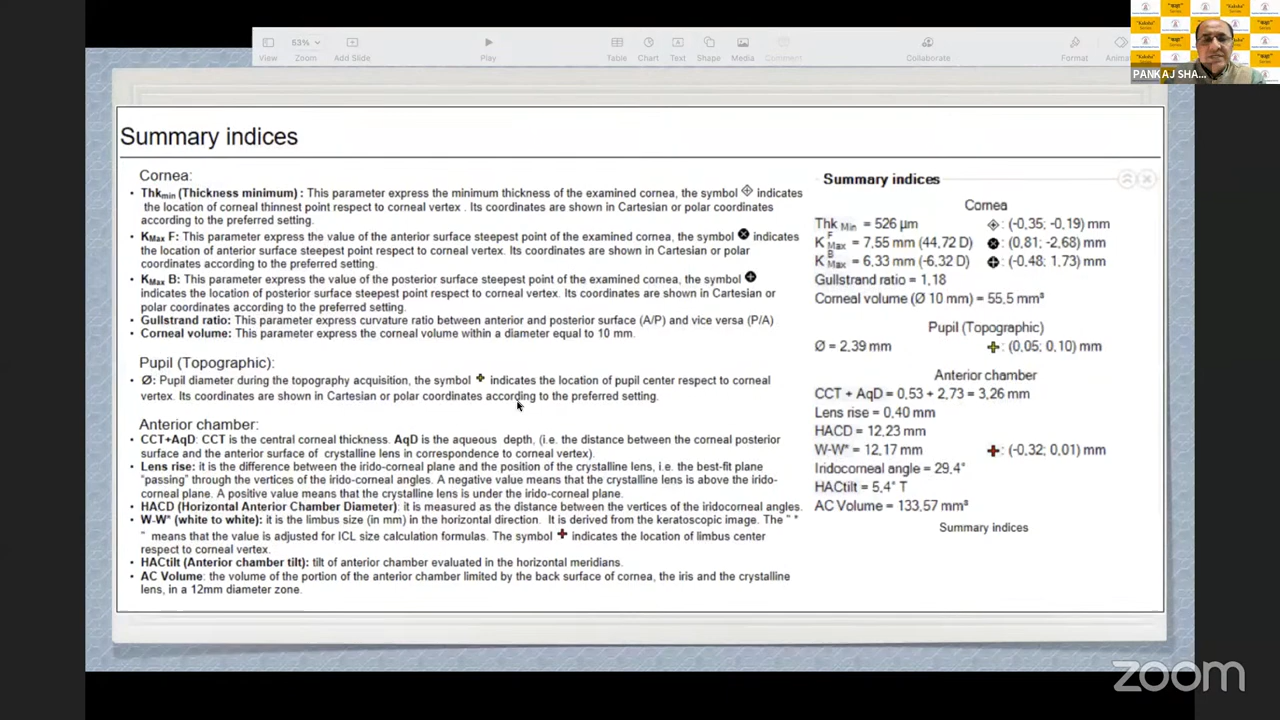 53%
View
Zoom
Add Slide
Play
Table
Chart
Text
Shape
Media
Comment
Collaborate
Format
Animat
PANKAJ SHA...
Summary indices
Cornea:
• Thkmin (Thickness minimum) : This parameter express the minimum thickness of the examined cornea, the symbol indicates
the location of corneal thinnest point respect to corneal vertex . Its coordinates are shown in Cartesian or polar coordinates
according to the preferred setting.
• KMax F: This parameter express the value of the anterior surface steepest point of the examined cornea, the symbol indicates
the location of anterior surface steepest point respect to corneal vertex. Its coordinates are shown in Cartesian or polar
coordinates according to the preferred setting.
• KMax B: This parameter express the value of the posterior surface steepest point of the examined cornea, the symbol
indicates the location of posterior surface steepest point respect to corneal vertex. Its coordinates are shown in Cartesian or
polar coordinates according to the preferred setting.
• Gullstrand ratio: This parameter express curvature ratio between anterior and posterior surface (A/P) and vice versa (P/A)
• Corneal volume: This parameter express the corneal volume within a diameter equal to 10 mm.
Pupil (Topographic):
• Ø: Pupil diameter during the topography acquisition, the symbol indicates the location of pupil center respect to corneal
vertex. Its coordinates are shown in Cartesian or polar coordinates according to the preferred setting.
Anterior chamber:
• CCT+AqD: CCT is the central corneal thickness. AqD is the aqueous depth, (i.e. the distance between the corneal posterior
surface and the anterior surface of crystalline lens in correspondence to corneal vertex).
• Lens rise: it is the difference between the irido-corneal plane and the position of the crystalline lens, i.e. the best-fit plane
"passing" through the vertices of the irido-corneal angles. A negative value means that the crystalline lens is above the irido-
corneal plane. A positive value means that the crystalline lens is under the irido-corneal plane.
• HACD (Horizontal Anterior Chamber Diameter): it is measured as the distance between the vertices of the iridocorneal angles.
• W-W* (white to white): it is the limbus size (in mm) in the horizontal direction. It is derived from the keratoscopic image. The " *
" means that the value is adjusted for ICL size calculation formulas. The symbol indicates the location of limbus center
respect to corneal vertex.
• HACtilt (Anterior chamber tilt): tilt of anterior chamber evaluated in the horizontal meridians.
• AC Volume: the volume of the portion of the anterior chamber limited by the back surface of cornea, the iris and the crystalline
lens, in a 12mm diameter zone.
Summary indices
Cornea
Thk Min = 526 µm : (-0,35; -0,19) mm
K F Max = 7,55 mm (44,72 D) : (0,81; -2,68) mm
K B Max = 6,33 mm (-6,32 D) : (-0,48; 1,73) mm
Gullstrand ratio = 1,18
Corneal volume (Ø 10 mm) = 55,5 mm³
Pupil (Topographic)
Ø = 2,39 mm : (0,05; 0,10) mm
Anterior chamber
CCT + AqD = 0,53 + 2,73 = 3,26 mm
Lens rise = 0,40 mm
HACD = 12,23 mm
W-W* = 12,17 mm : (-0,32; 0,01) mm
Iridocorneal angle = 29,4°
HACtilt = 5,4° T
AC Volume = 133,57 mm³
Summary indices
zoom